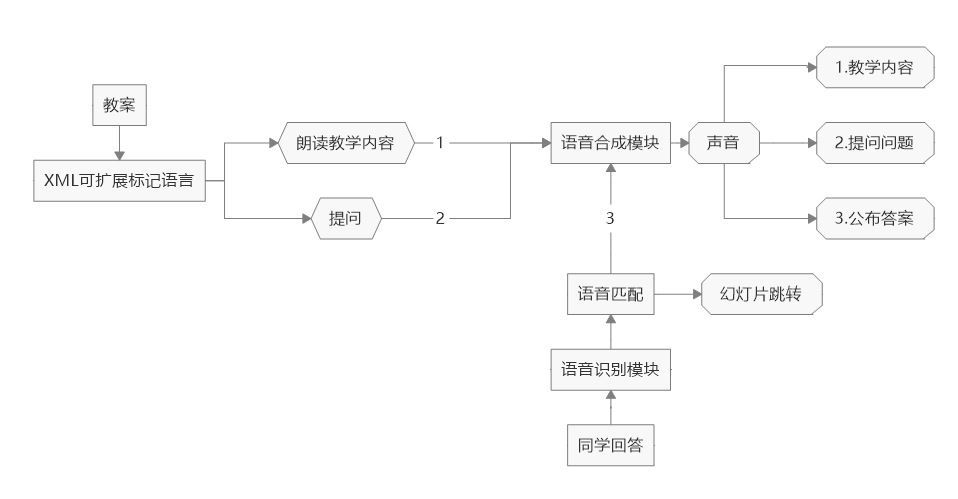 1.教学内容
教案
朗读教学内容
1
语音合成模块
声音
2.提问问题
XML可扩展标记语言
提问
2
3
3.公布答案
语音匹配
幻灯片跳转
语音识别模块
同学回答